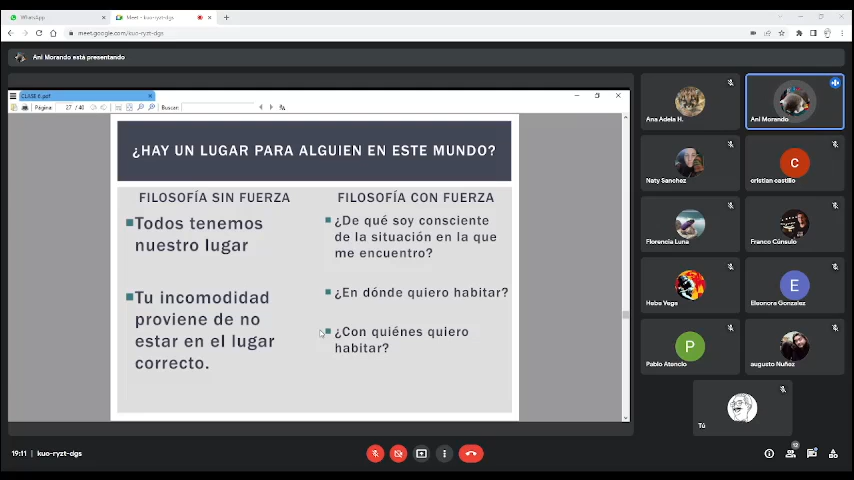 WhatsApp
Meet - kuo-ryzt-dgs
meet.google.com/kuo-ryzt-dgs
Ani Morando está presentando
CLASE 6.pdf
Página: 27 / 40 Buscar:
¿HAY UN LUGAR PARA ALGUIEN EN ESTE MUNDO?
FILOSOFÍA SIN FUERZA
Todos tenemos
nuestro lugar
Tu incomodidad
proviene de no
estar en el lugar
correcto.
FILOSOFÍA CON FUERZA
¿De qué soy consciente
de la situación en la que
me encuentro?
¿En dónde quiero habitar?
¿Con quiénes quiero
habitar?
Ana Adela H.
Ani Morando
Naty Sanchez
C
cristian castillo
Florencia Luna
Franco Cúnsulo
Hebe Vega
E
Eleonora Gonzalez
P
Pablo Atencio
augusto Nuñez
Tú
19:11 kuo-ryzt-dgs
12